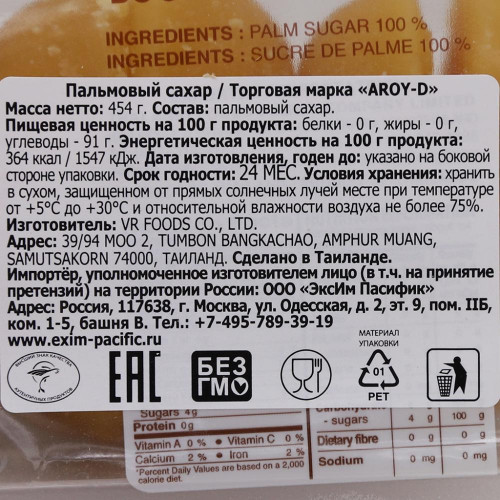 INGREDIENTS : PALM SUGAR 100 %
INGREDIENTS : SUCRE DE PALME 100 %
Пальмовый сахар / Торговая марка «AROY-D»
Масса нетто: 454 г. Состав: пальмовый сахар.
Пищевая ценность на 100 г продукта: белки - 0 г, жиры - 0 г,
углеводы - 91 г. Энергетическая ценность на 100 г продукта:
364 ккал / 1547 кДж. Дата изготовления, годен до: указано на боковой
стороне упаковки. Срок годности: 24 МЕС. Условия хранения: хранить
в сухом, защищенном от прямых солнечных лучей месте при температуре
от +5°С до +30°С и относительной влажности воздуха не более 75%.
Изготовитель: VR FOODS CO., LTD.
Адрес: 39/94 MOO 2, TUMBON BANGKACHAO, AMPHUR MUANG,
SAMUTSAKORN 74000, ТАИЛАНД. Сделано в Таиланде.
Импортёр, уполномоченное изготовителем лицо (в т.ч. на принятие
претензий) на территории России: ООО «ЭксИм Пасифик»
Адрес: Россия, 117638, г. Москва, ул. Одесская, д. 2, эт. 9, пом. IIБ,
ком. 1-5, башня В. Тел.: +7-495-789-39-19
www.exim-pacific.ru
ВЫСШИЙ ЗНАК КАЧЕСТВА
АУТЕНТИЧНЫХ ПРОДУКТОВ
EAC
БЕЗ
ГМО
МАТЕРИАЛ
УПАКОВКИ
01
PET
Sugars 4g
Protein 0g
Vitamin A 0 % • Vitamin C 0 %
Calcium 2 % • Iron 2 %
*Percent Daily Values are based on a 2,000
calorie diet.
Carbohydrate
- sugars 4 g 100 g
Dietary fibre 0 g 0 g
Sodium 0 mg 0 mg